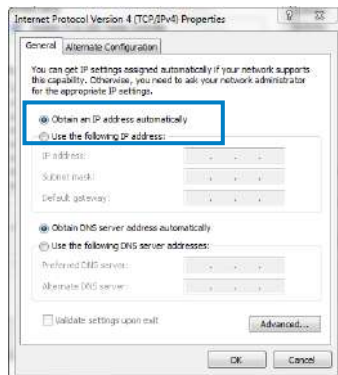 Internet Protocol Version 4 (TCP/IPv4) Properties
General
Alternate Configuration
You can get IP settings assigned automatically if your network supports
this capability. Otherwise, you need to ask your network administrator
for the appropriate IP settings.
Obtain an IP address automatically
Use the following IP address:
IP address:
Subnet mask:
Default gateway:
Obtain DNS server address automatically
Use the following DNS server addresses:
Preferred DNS server:
Alternate DNS server:
Validate settings upon exit
Advanced...
OK
Cancel